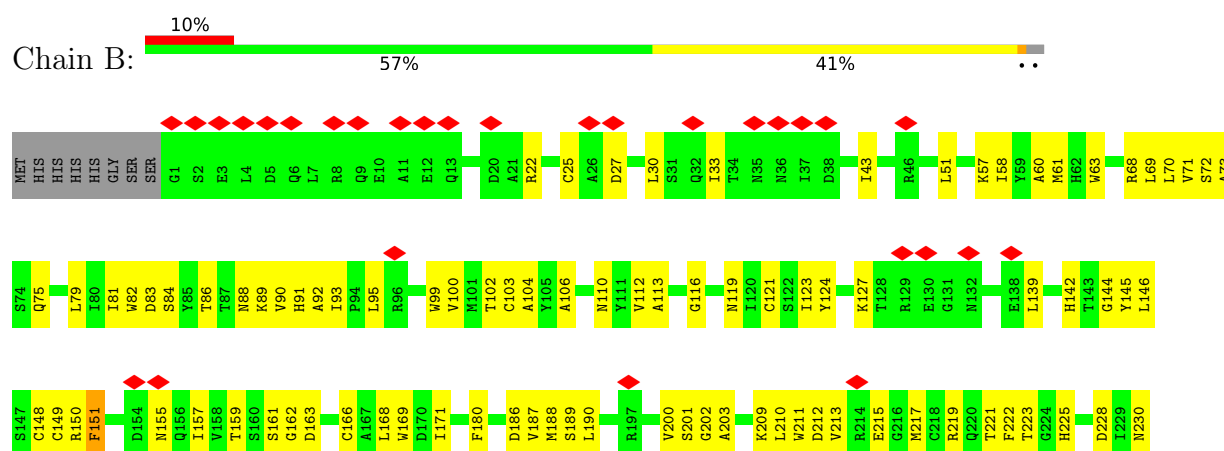 10%
Chain B:
57% 41% • •
MET HIS HIS HIS HIS GLY SER SER G1 S2 E3 L4 D5 Q6 L7 R8 Q9 E10 A11 E12 Q13 D20 A21 R22 C25 A26 D27 L30 S31 Q32 I33 T34 N35 N36 I37 D38 I43 R46 L51 K57 I58 Y59 A60 M61 H62 W63 R68 L69 L70 V71 S72 A73
S74 Q75 L79 I80 I81 W82 D83 S84 Y85 T86 T87 N88 K89 V90 H91 A92 I93 P94 L95 R96 W99 V100 M101 T102 C103 A104 Y105 A106 N110 Y111 V112 A113 G116 N119 I120 C121 S122 I123 Y124 K127 T128 R129 E130 G131 N132 E138 L139 H142 T143 G144 Y145 L146
S147 C148 C149 R150 F151 D154 N155 Q156 I157 V158 T159 S160 S161 G162 D163 C166 A167 L168 W169 D170 I171 F180 D186 V187 M188 S189 L190 R197 V200 S201 G202 A203 K209 L210 W211 D212 V213 R214 E215 G216 M217 C218 R219 Q220 T221 F222 T223 G224 H225 D228 I229 N230